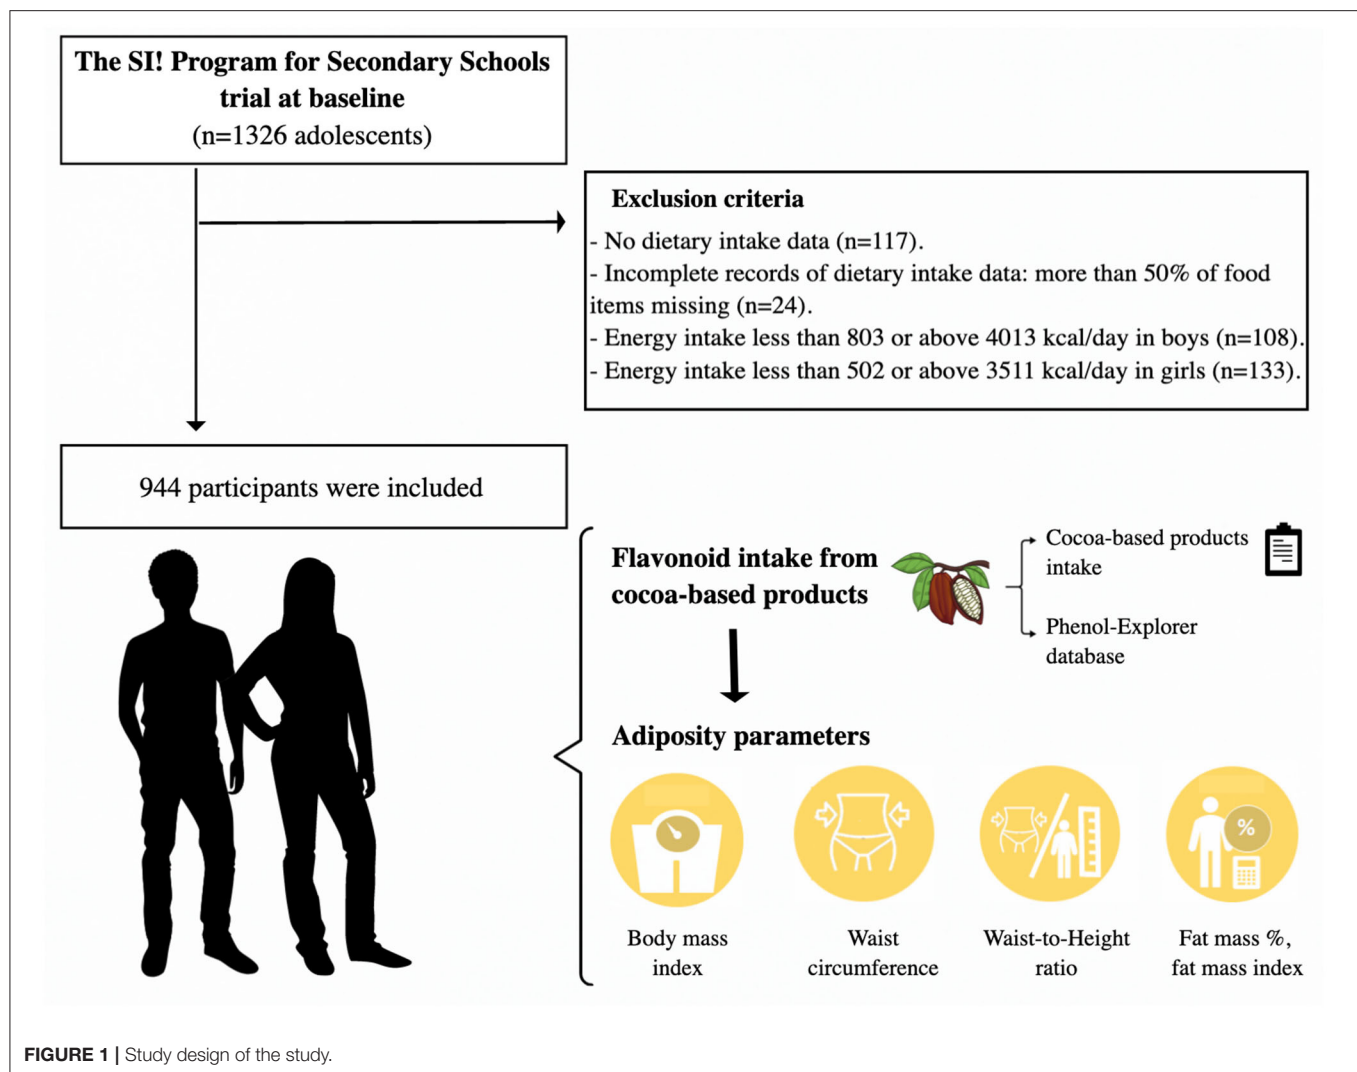 The SI! Program for Secondary Schools
trial at baseline
(n=1326 adolescents)
Exclusion criteria
- No dietary intake data (n=117).
- Incomplete records of dietary intake data: more than 50% of food
items missing (n=24).
- Energy intake less than 803 or above 4013 kcal/day in boys (n=108).
- Energy intake less than 502 or above 3511 kcal/day in girls (n=133).
944 participants were included
Flavonoid intake from
cocoa-based products
Cocoa-based products
intake
Phenol-Explorer
database
Adiposity parameters
%
Body mass
index
Waist
circumference
Waist-to-Height
ratio
Fat mass %,
fat mass index
FIGURE 1 | Study design of the study.